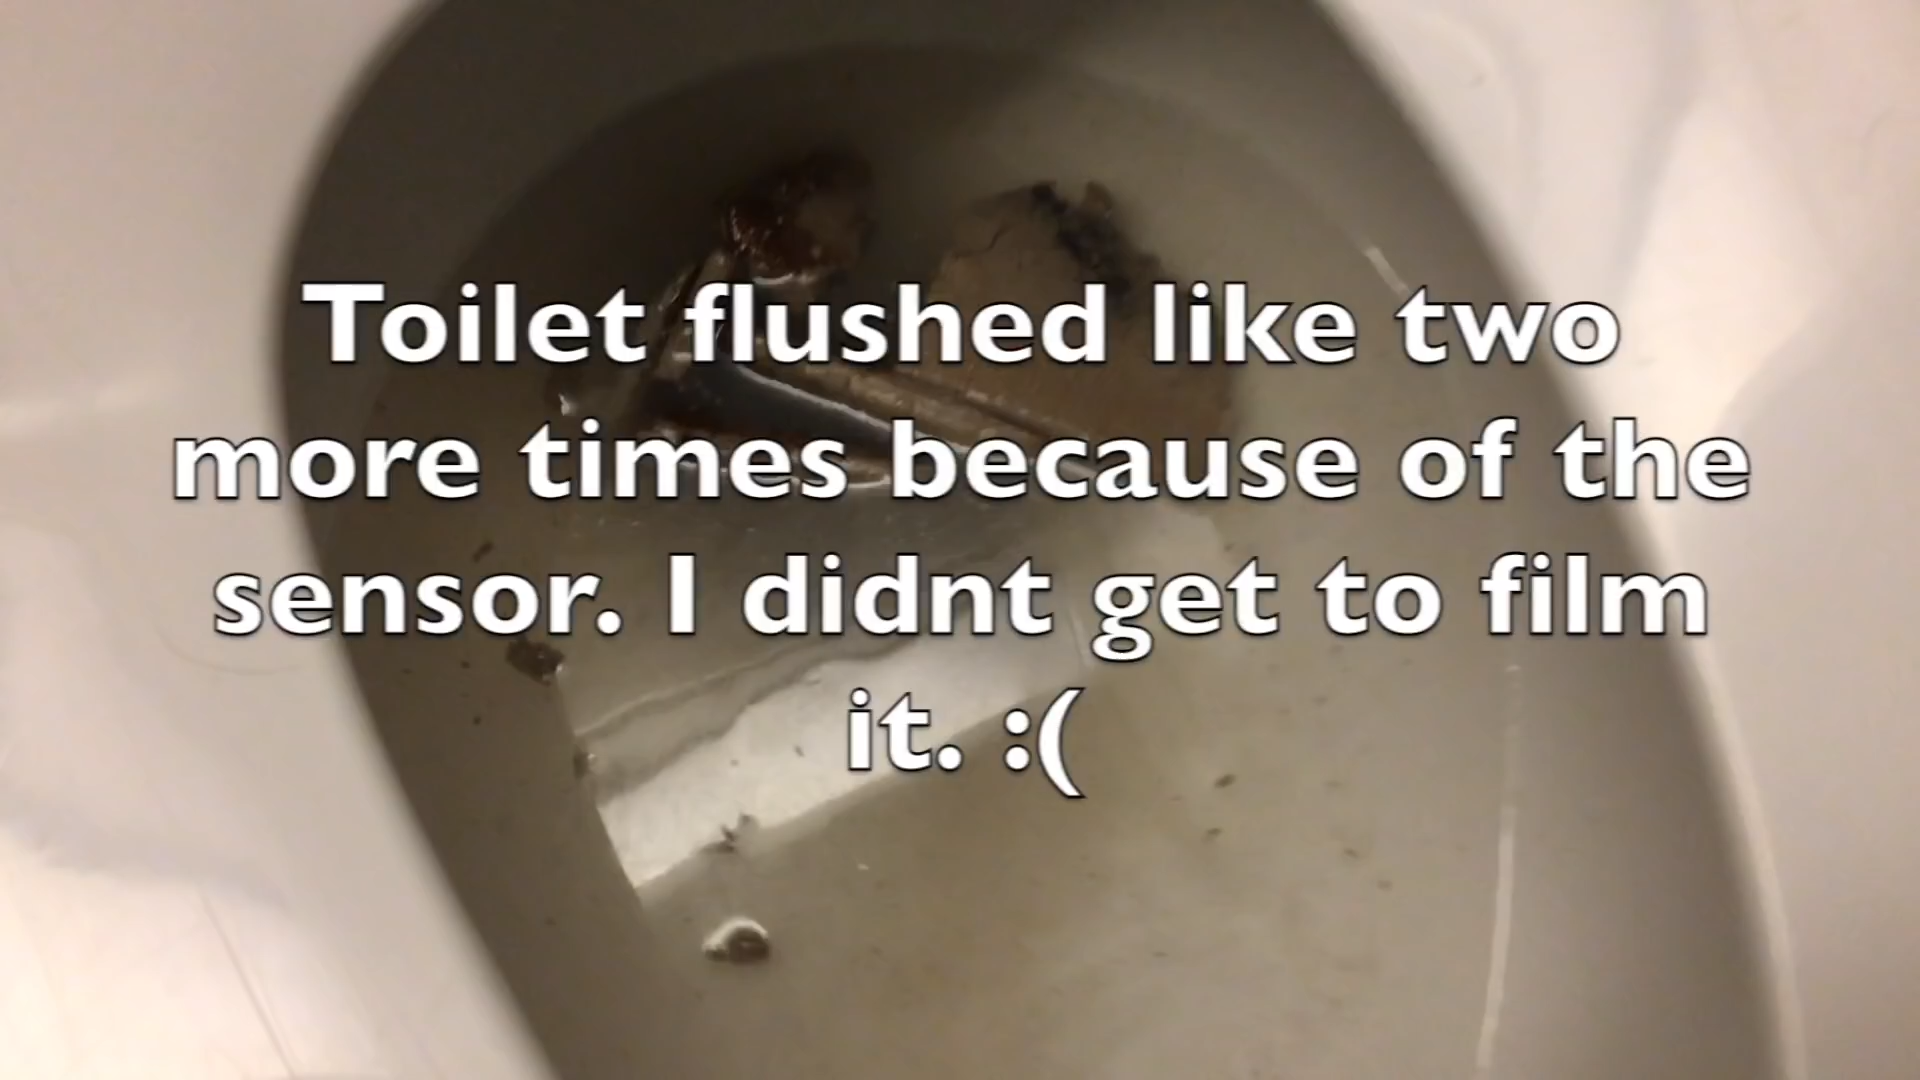 Toilet flushed like two
more times because of the
sensor. I didnt get to film
it. :(